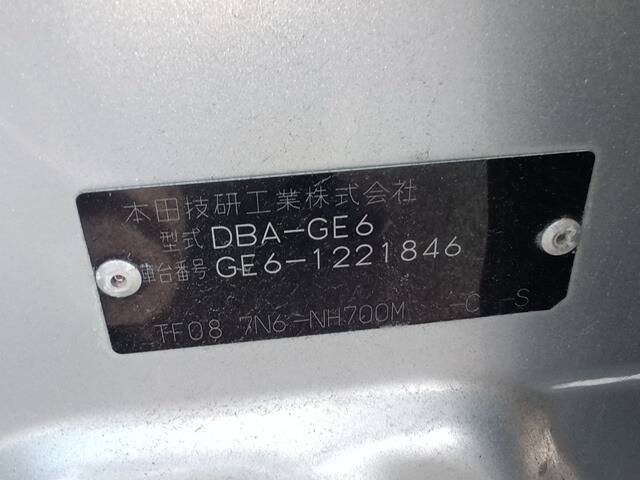 本田技研工業株式会社
型式 DBA-GE6
車台番号 GE6-1221846
TF08 7N6-NH700M -C -S